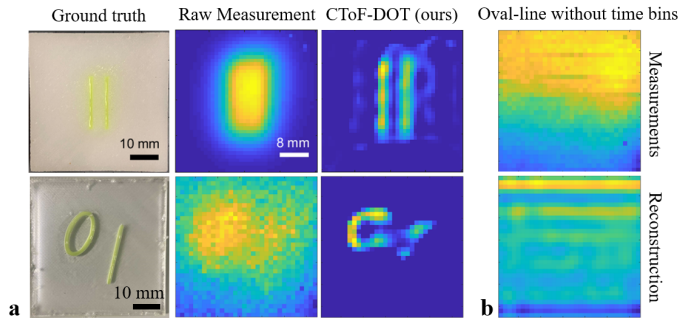 Ground truth Raw Measurement CToF-DOT (ours) Oval-line without time bins
10 mm 8 mm
Measurements
10 mm
Reconstruction
a b